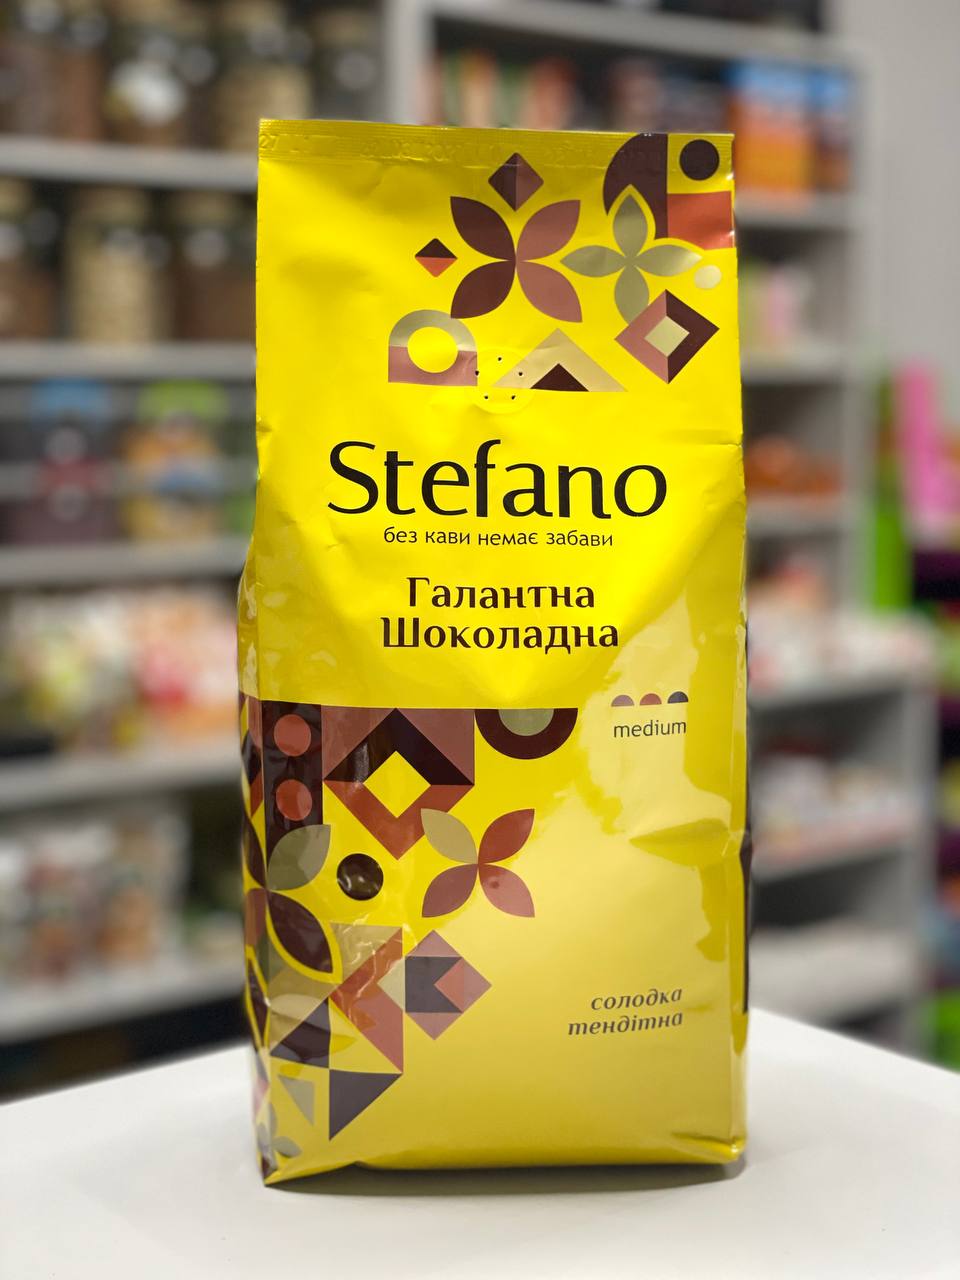 Stefano
без кави немає забави
Галантна
Шоколадна
medium
солодка
тендітна